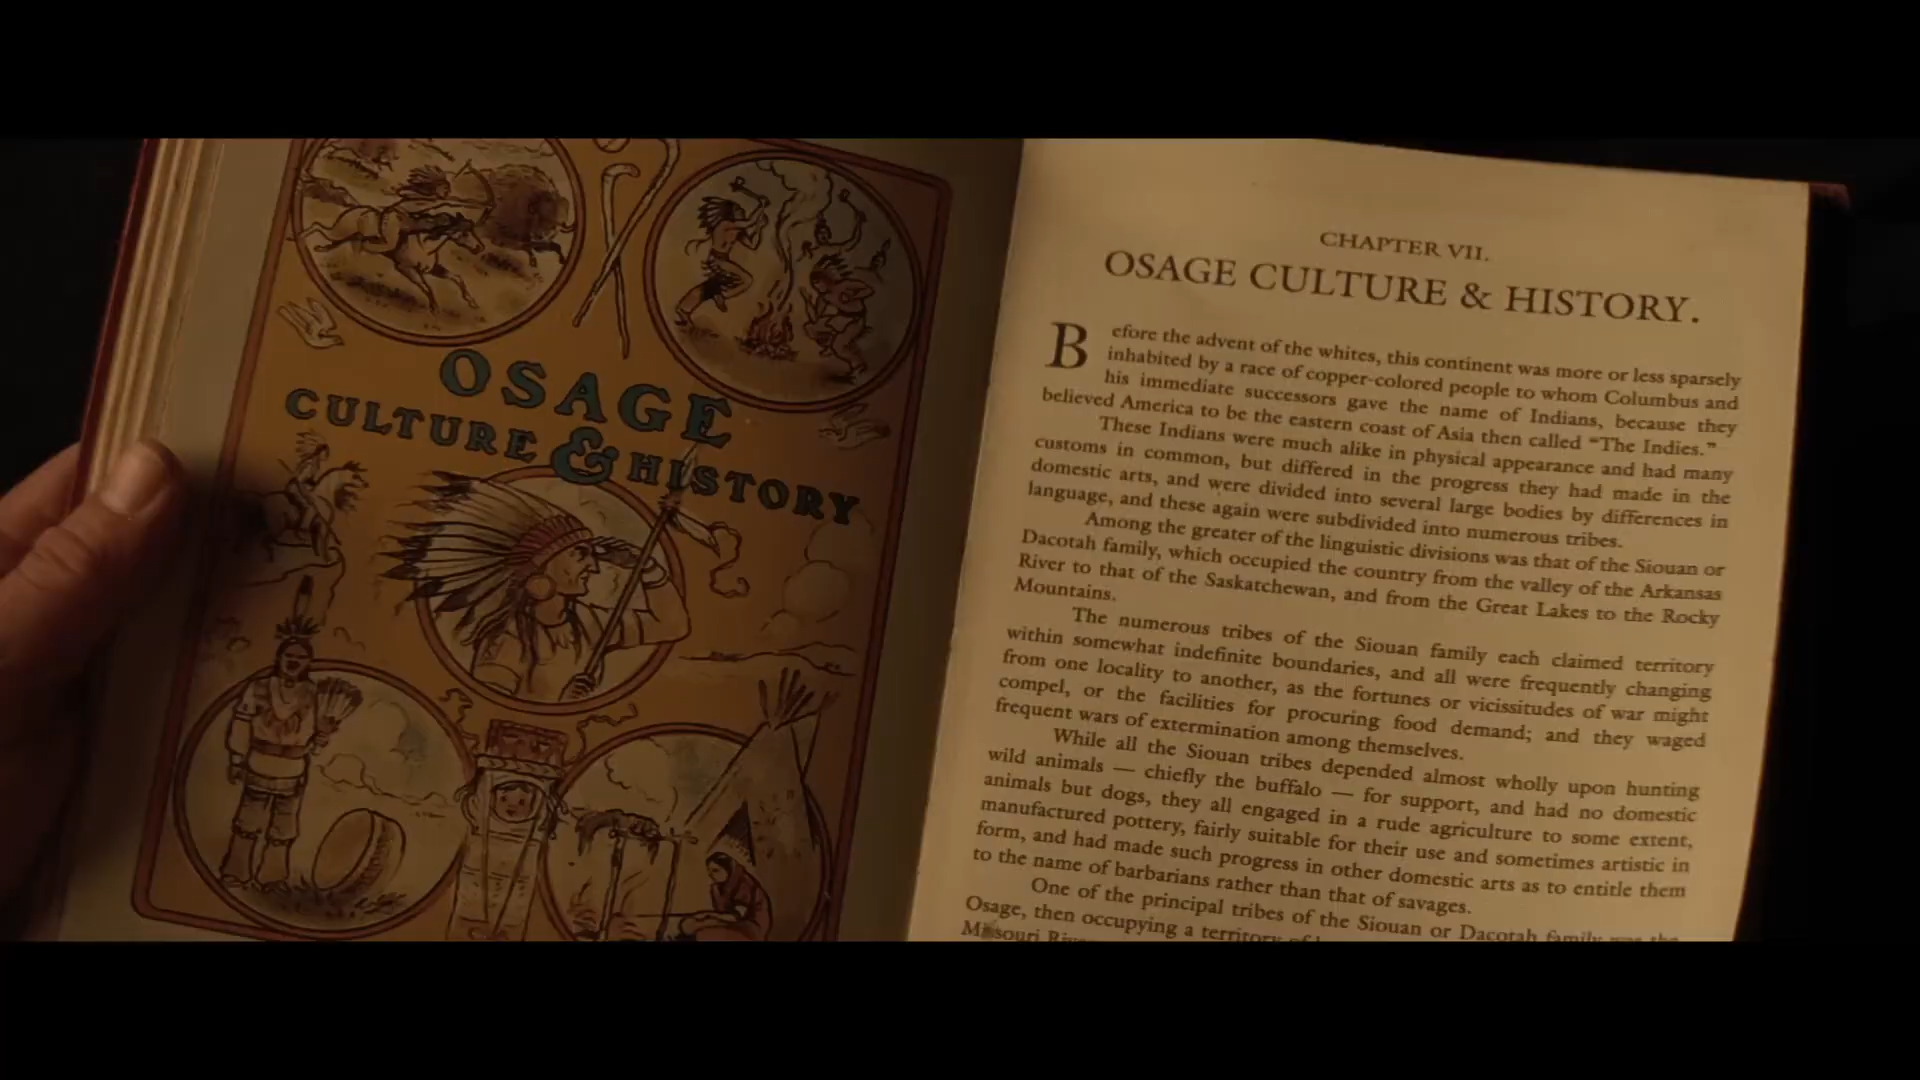 OSAGE
CULTURE & HISTORY
CHAPTER VII.
OSAGE CULTURE & HISTORY.
Before the advent of the whites, this continent was more or less sparsely
inhabited by a race of copper-colored people to whom Columbus and
his immediate successors gave the name of Indians, because they
believed America to be the eastern coast of Asia then called “The Indies.”
These Indians were much alike in physical appearance and had many
customs in common, but differed in the progress they had made in the
domestic arts, and were divided into several large bodies by differences in
language, and these again were subdivided into numerous tribes.
Among the greater of the linguistic divisions was that of the Siouan or
Dacotah family, which occupied the country from the valley of the Arkansas
River to that of the Saskatchewan, and from the Great Lakes to the Rocky
Mountains.
The numerous tribes of the Siouan family each claimed territory
within somewhat indefinite boundaries, and all were frequently changing
from one locality to another, as the fortunes or vicissitudes of war might
compel, or the facilities for procuring food demand; and they waged
frequent wars of extermination among themselves.
While all the Siouan tribes depended almost wholly upon hunting
wild animals — chiefly the buffalo — for support, and had no domestic
animals but dogs, they all engaged in a rude agriculture to some extent,
manufactured pottery, fairly suitable for their use and sometimes artistic in
form, and had made such progress in other domestic arts as to entitle them
to the name of barbarians rather than that of savages.
One of the principal tribes of the Siouan or Dacotah family was the
Osage, then occupying a territory of
Missouri